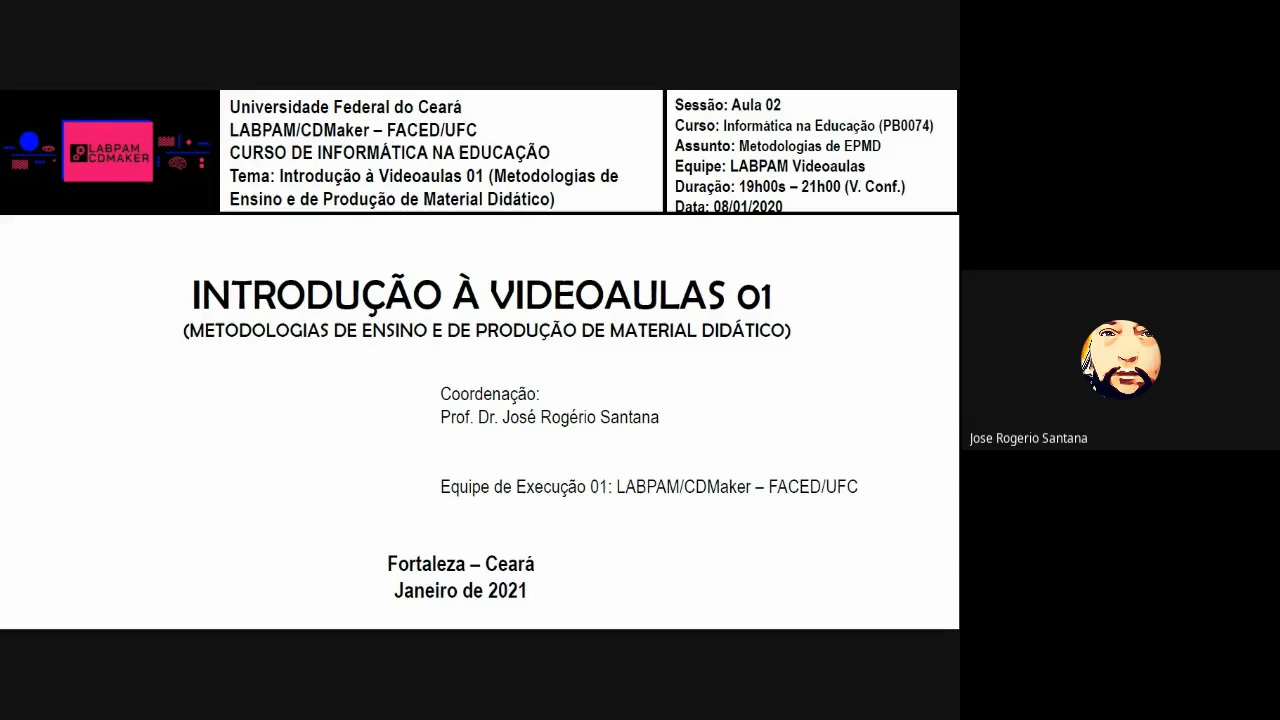 LABPAM
CDMAKER
Universidade Federal do Ceará
LABPAM/CDMaker – FACED/UFC
CURSO DE INFORMÁTICA NA EDUCAÇÃO
Tema: Introdução à Videoaulas 01 (Metodologias de
Ensino e de Produção de Material Didático)
Sessão: Aula 02
Curso: Informática na Educação (PB0074)
Assunto: Metodologias de EPMD
Equipe: LABPAM Videoaulas
Duração: 19h00s – 21h00 (V. Conf.)
Data: 08/01/2020
INTRODUÇÃO À VIDEOAULAS 01
(METODOLOGIAS DE ENSINO E DE PRODUÇÃO DE MATERIAL DIDÁTICO)
Coordenação:
Prof. Dr. José Rogério Santana
Equipe de Execução 01: LABPAM/CDMaker – FACED/UFC
Fortaleza – Ceará
Janeiro de 2021
Jose Rogerio Santana